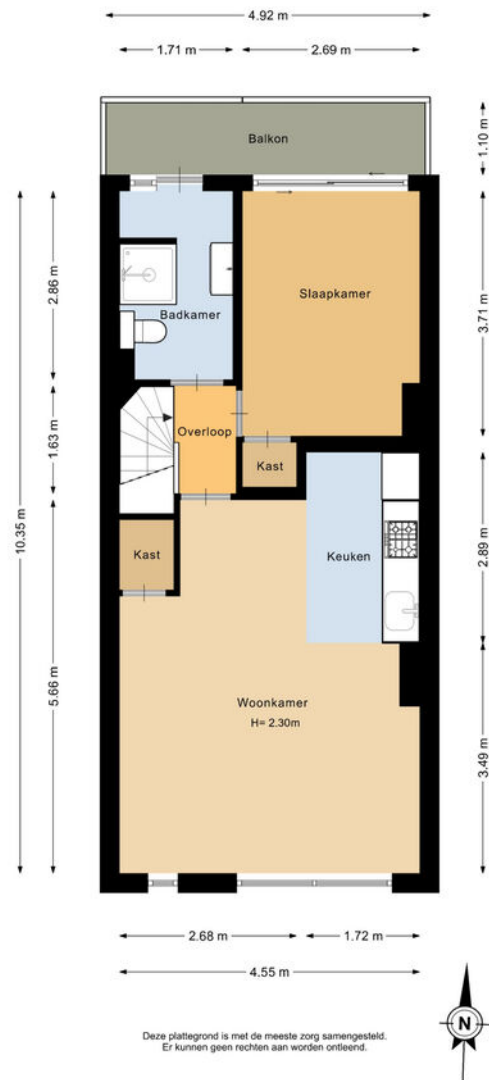 4.92 m
1.71 m
2.69 m
Balkon
1.10 m
10.35 m
2.86 m
1.63 m
5.66 m
3.71 m
2.89 m
3.49 m
Slaapkamer
Badkamer
Overloop
Kast
Kast
Keuken
Woonkamer
H= 2.30m
2.68 m
1.72 m
4.55 m
Deze plattegrond is met de meeste zorg samengesteld.
Er kunnen geen rechten aan worden ontleend.
N